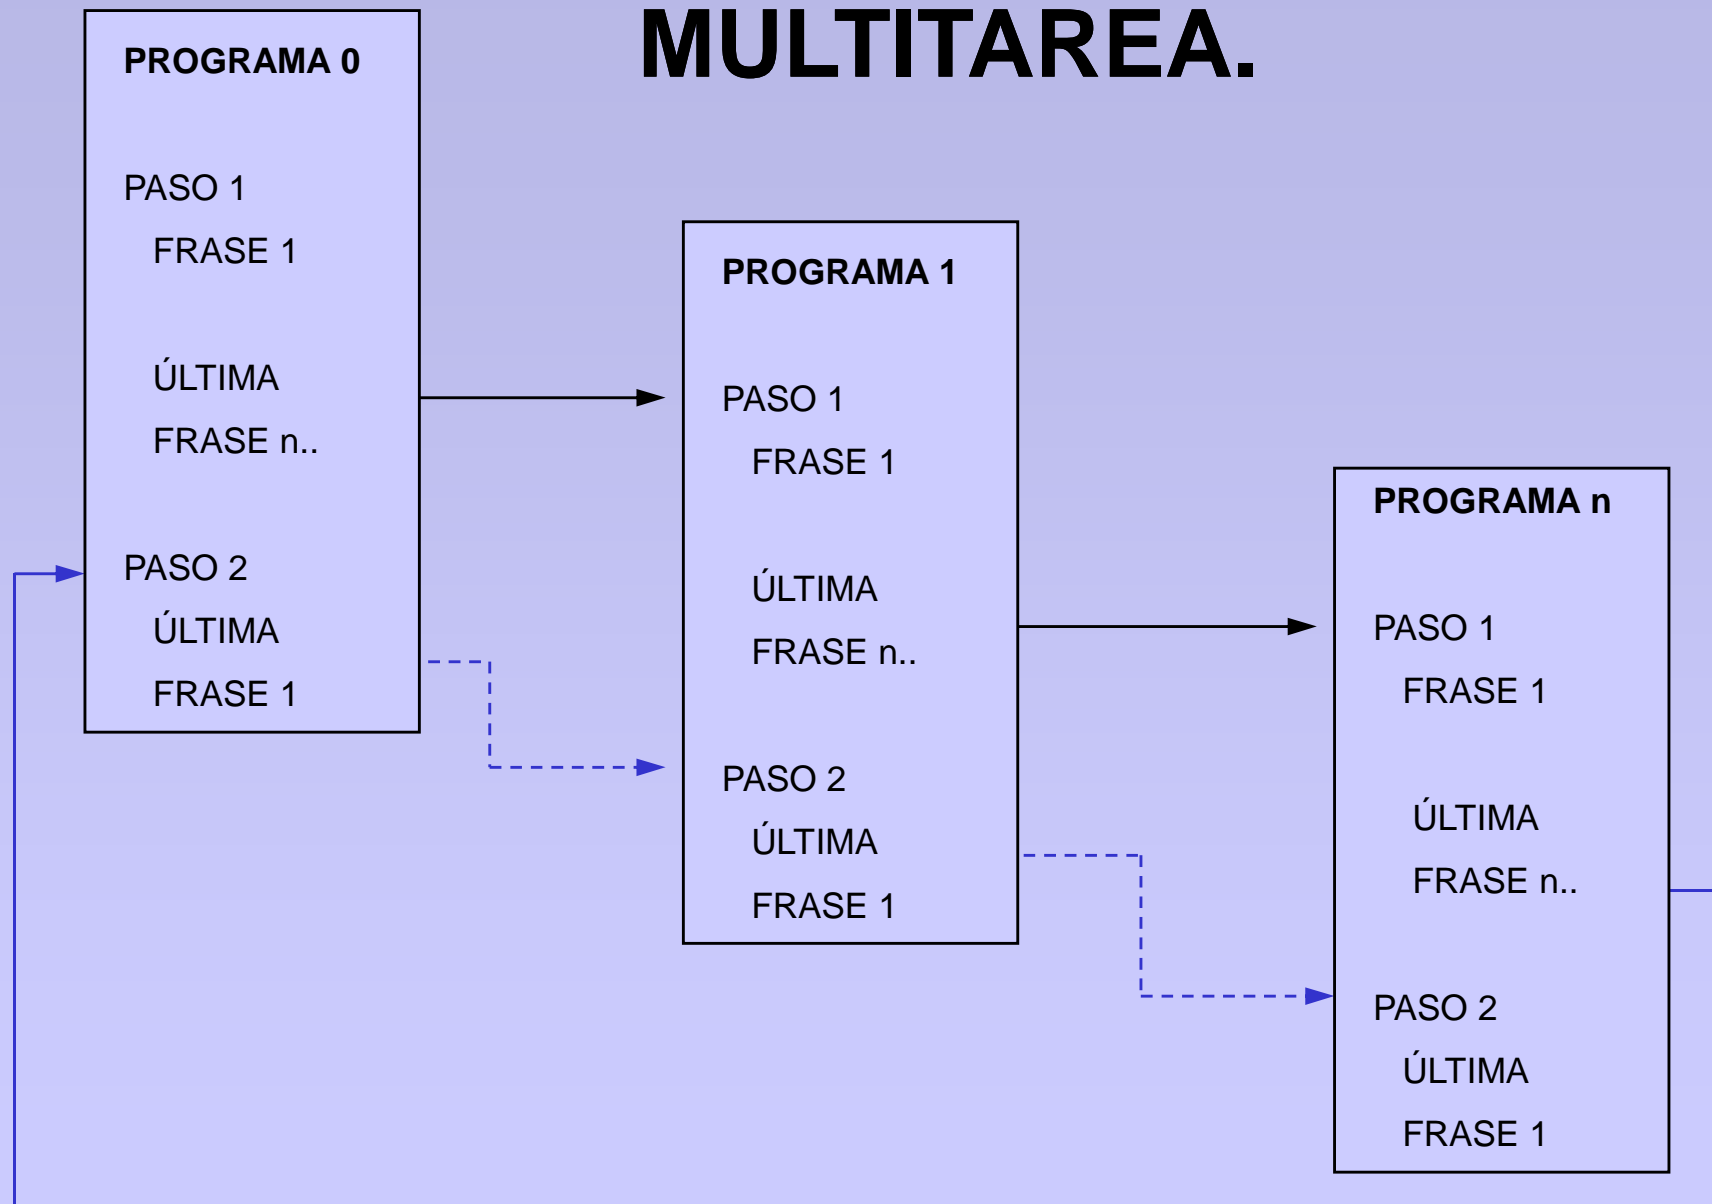 MULTITAREA.
PROGRAMA 0
PASO 1
FRASE 1
ÚLTIMA
FRASE n..
PASO 2
ÚLTIMA
FRASE 1
PROGRAMA 1
PASO 1
FRASE 1
ÚLTIMA
FRASE n..
PASO 2
ÚLTIMA
FRASE 1
PROGRAMA n
PASO 1
FRASE 1
ÚLTIMA
FRASE n..
PASO 2
ÚLTIMA
FRASE 1